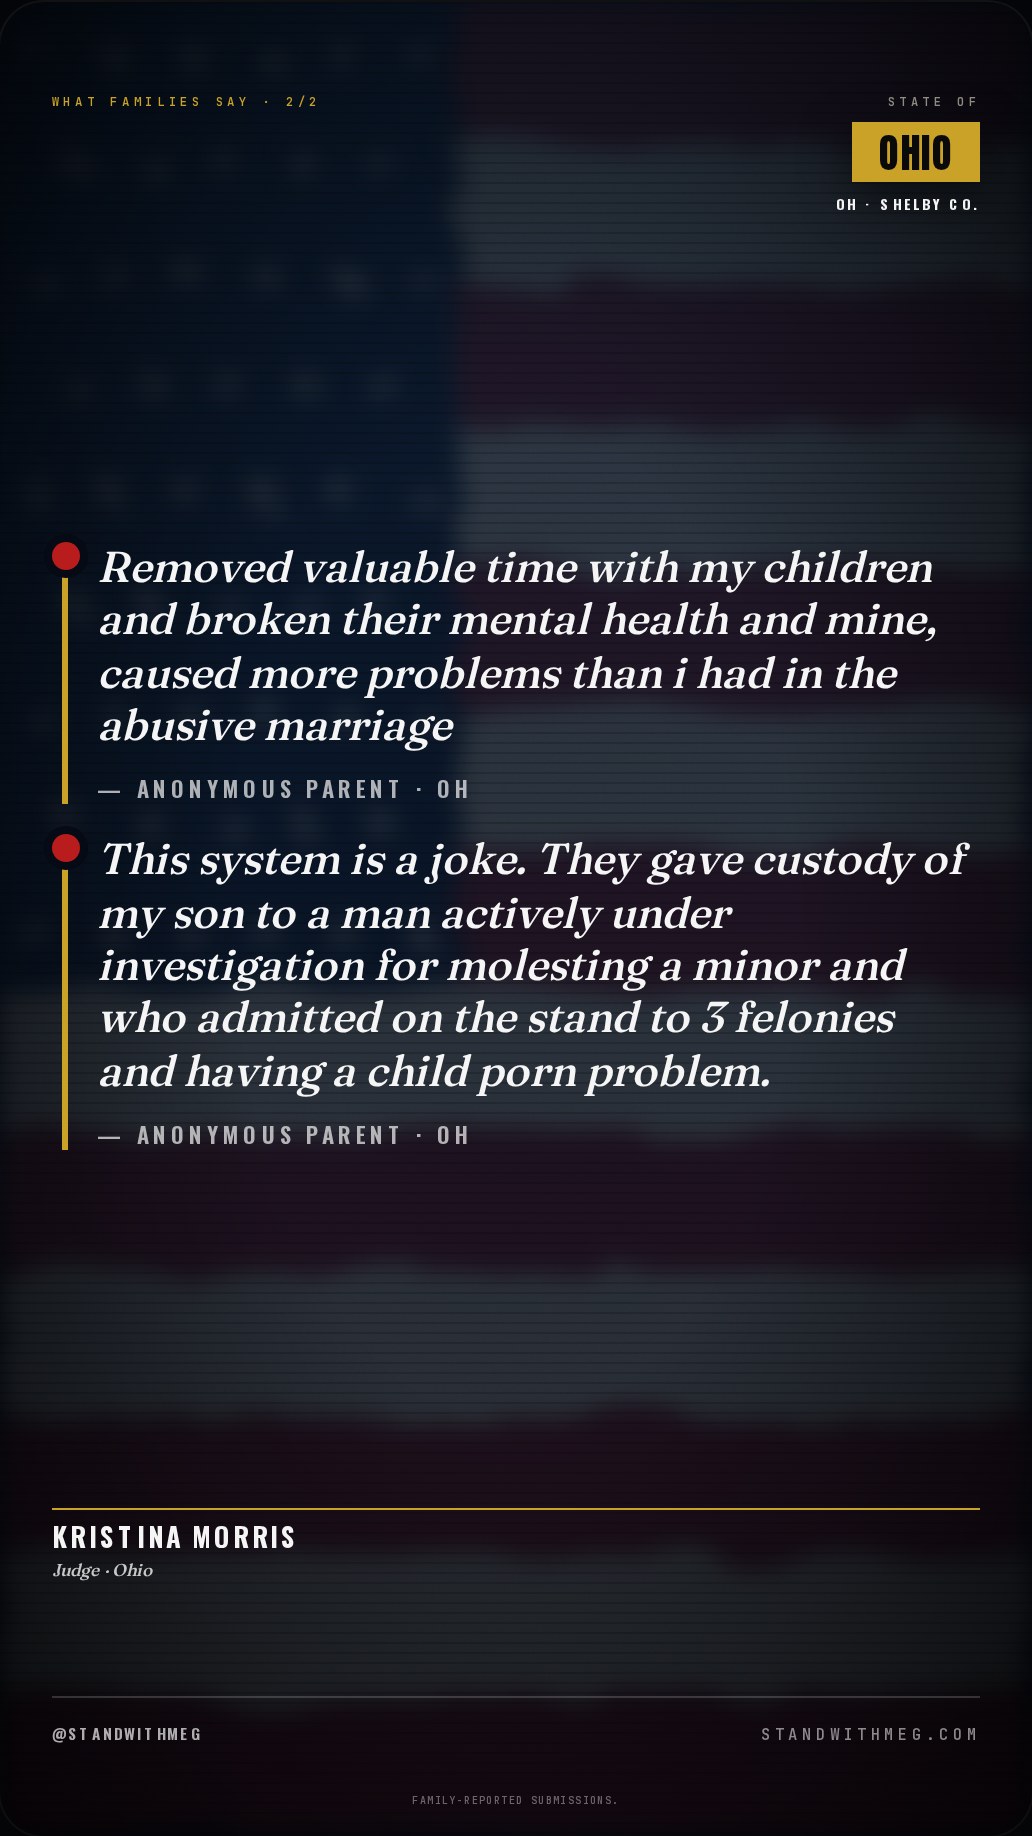 WHAT FAMILIES SAY · 2/2
STATE OF
OHIO
OH · SHELBY CO.
Removed valuable time with my children
and broken their mental health and mine,
caused more problems than i had in the
abusive marriage
— ANONYMOUS PARENT · OH
This system is a joke. They gave custody of
my son to a man actively under
investigation for molesting a minor and
who admitted on the stand to 3 felonies
and having a child porn problem.
— ANONYMOUS PARENT · OH
KRISTINA MORRIS
Judge · Ohio
@STANDWITHMEG
STANDWITHMEG.COM
FAMILY-REPORTED SUBMISSIONS.